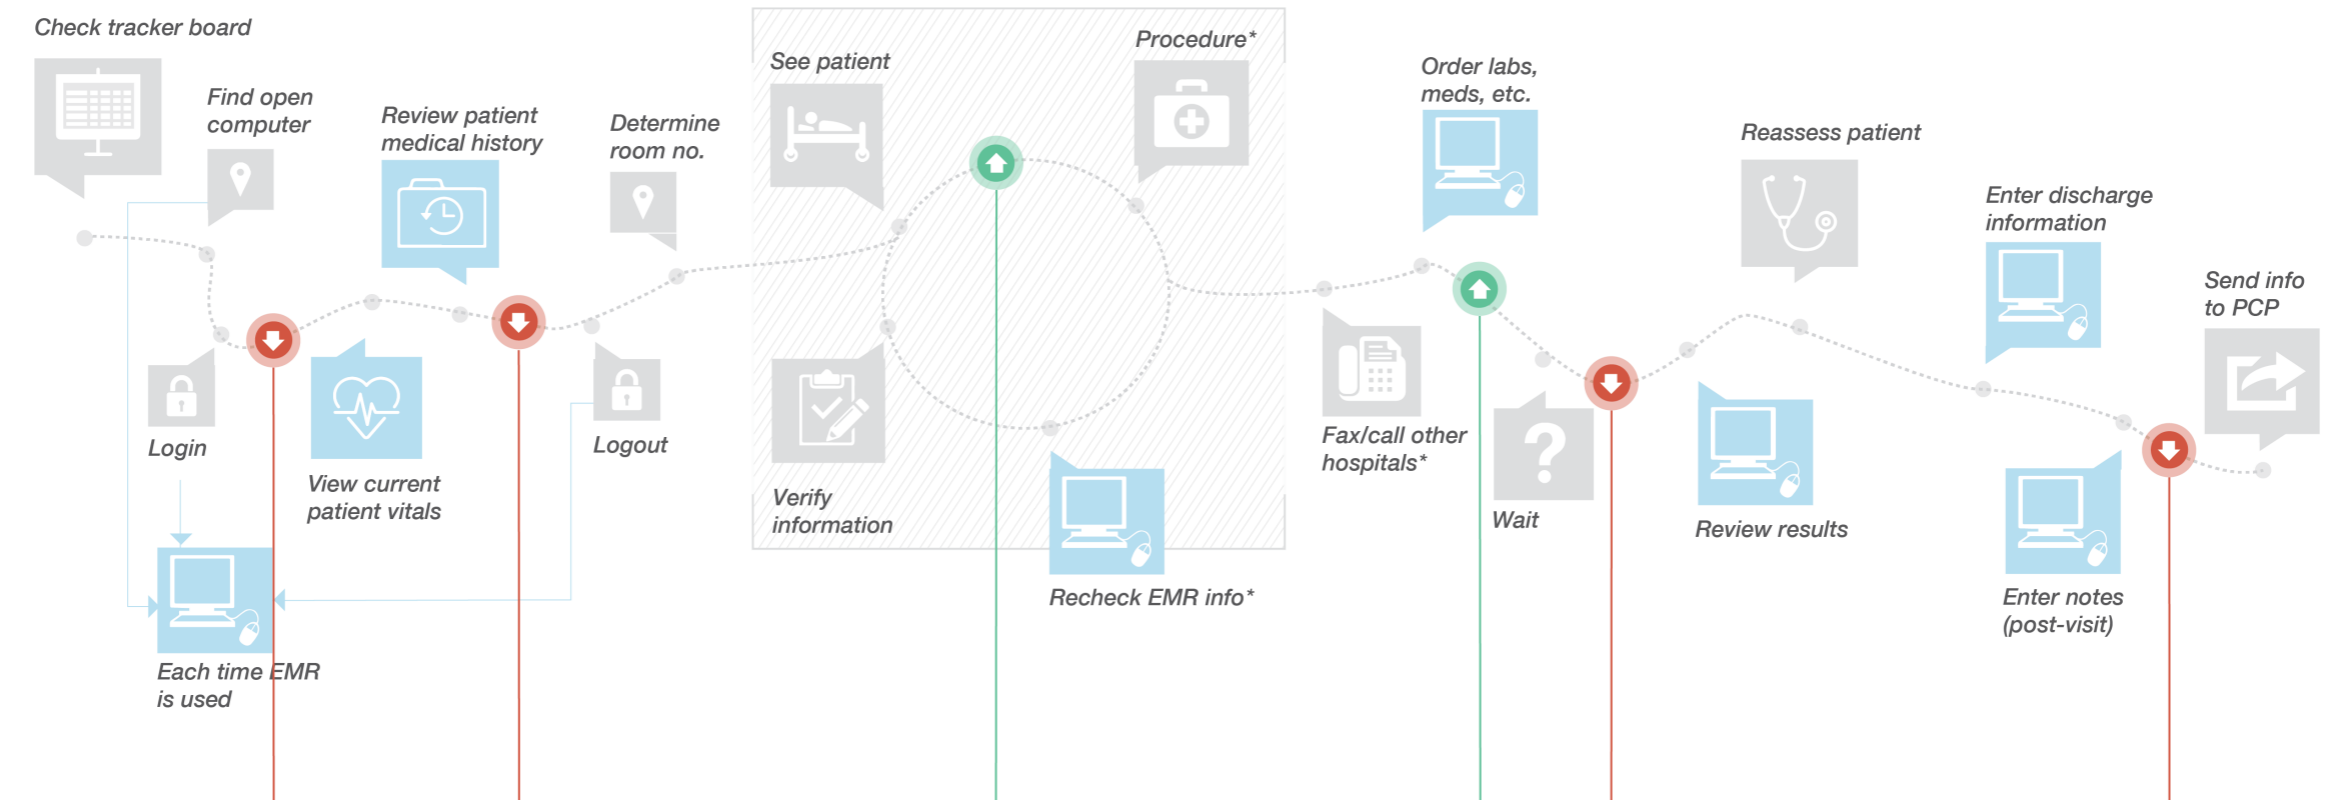 Check tracker board
Find open
computer
Login
Each time EMR
is used
View current
patient vitals
Review patient
medical history
Logout
Determine
room no.
See patient
Procedure*
Recheck EMR info*
Verify
information
Fax/call other
hospitals*
Order labs,
meds, etc.
Wait
Review results
Reassess patient
Enter discharge
information
Enter notes
(post-visit)
Send info
to PCP